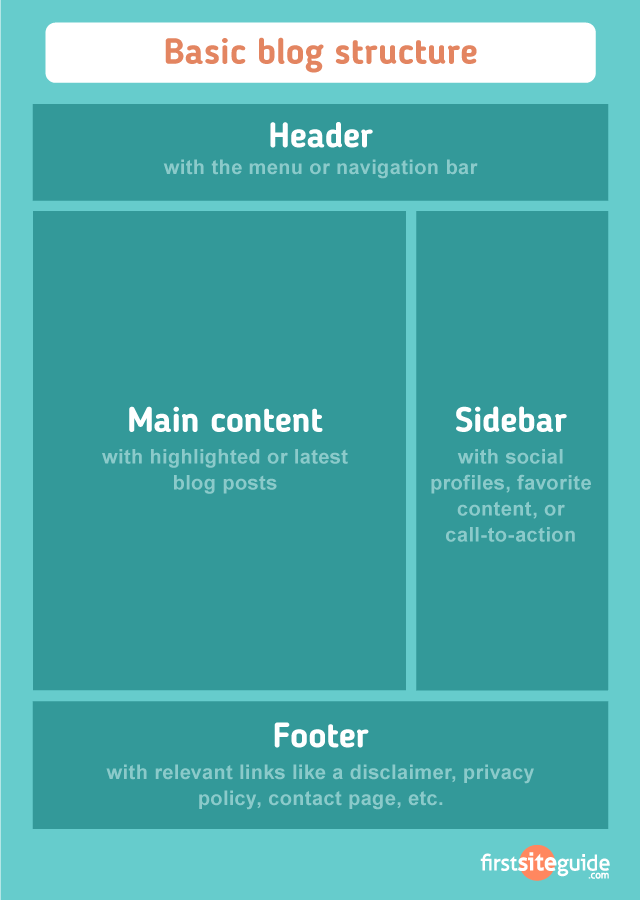 Basic blog structure
Header
with the menu or navigation bar
Main content
with highlighted or latest
blog posts
Sidebar
with social
profiles, favorite
content, or
call-to-action
Footer
with relevant links like a disclaimer, privacy
policy, contact page, etc.
firstsiteguide
.com